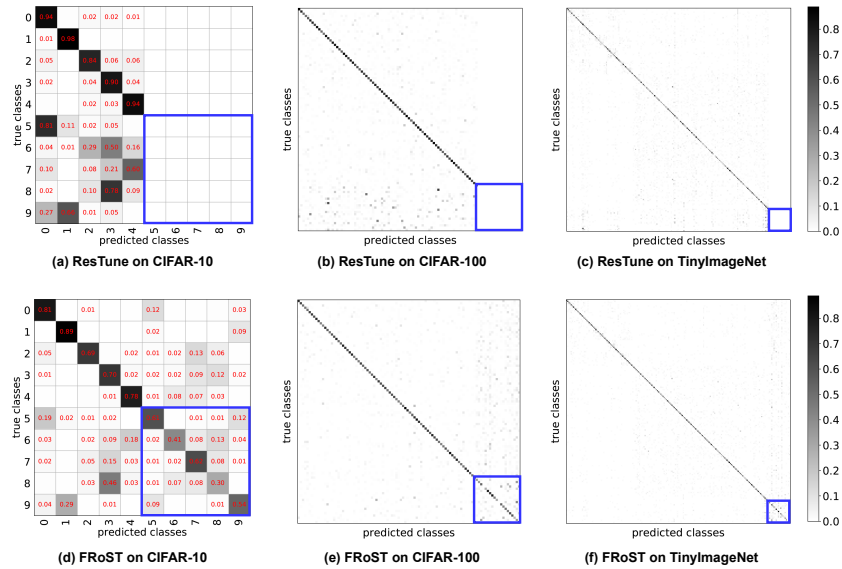 0 0.94 0.02 0.02 0.01
1 0.01 0.98
2 0.05 0.84 0.06 0.06
3 0.02 0.04 0.90 0.04
4 0.02 0.03 0.94
5 0.11 0.02 0.05
6 0.04 0.01 0.29 0.50 0.16
7 0.10 0.08 0.21
8 0.02 0.10 0.09
9 0.27 0.01 0.05
0 1 2 3 4 5 6 7 8 9
true classes
predicted classes
(a) ResTune on CIFAR-10
true classes
predicted classes
(b) ResTune on CIFAR-100
true classes
predicted classes
(c) ResTune on TinyImageNet
0.8
0.7
0.6
0.5
0.4
0.3
0.2
0.1
0.0
0 0.81 0.01 0.12 0.03
1 0.89 0.02 0.09
2 0.05 0.02 0.01 0.02 0.13 0.06
3 0.01 0.01 0.02 0.09 0.12 0.02
4 0.01 0.78 0.01 0.08 0.07 0.03
5 0.19 0.02 0.01 0.02 0.01 0.01 0.12
6 0.03 0.02 0.09 0.18 0.02 0.41 0.08 0.13 0.04
7 0.02 0.05 0.15 0.03 0.01 0.02 0.08 0.01
8 0.03 0.46 0.03 0.01 0.07 0.08 0.30
9 0.04 0.29 0.01 0.09 0.01 0.54
0 1 2 3 4 5 6 7 8 9
true classes
predicted classes
(d) FRoST on CIFAR-10
true classes
predicted classes
(e) FRoST on CIFAR-100
true classes
predicted classes
(f) FRoST on TinyImageNet
0.8
0.7
0.6
0.5
0.4
0.3
0.2
0.1
0.0